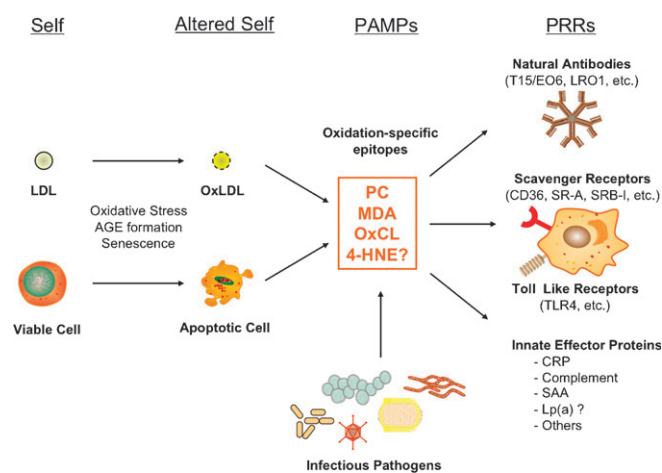 Self
Altered Self
PAMPs
PRRs
Natural Antibodies
(T15/EO6, LRO1, etc.)
Oxidation-specific
epitopes
LDL
OxLDL
Oxidative Stress
AGE formation
Senescence
PC
MDA
OxCL
4-HNE?
Scavenger Receptors
(CD36, SR-A, SRB-I, etc.)
Viable Cell
Apoptotic Cell
Toll Like Receptors
(TLR4, etc.)
Innate Effector Proteins
- CRP
- Complement
- SAA
- Lp(a) ?
- Others
Infectious Pathogens